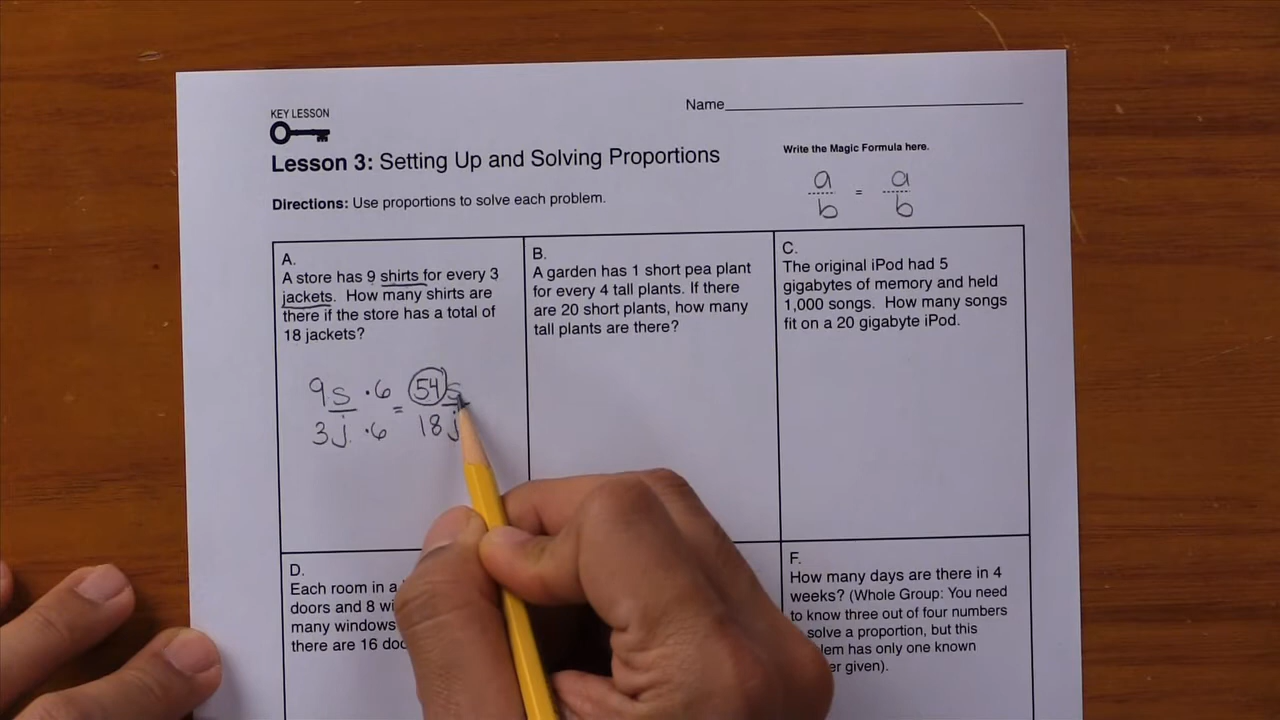 KEY LESSON
Name
Lesson 3: Setting Up and Solving Proportions
Write the Magic Formula here.
a = a
b b
Directions: Use proportions to solve each problem.
A.
A store has 9 shirts for every 3
jackets. How many shirts are
there if the store has a total of
18 jackets?
9s ·6 = 54s
3j ·6 18j
B.
A garden has 1 short pea plant
for every 4 tall plants. If there
are 20 short plants, how many
tall plants are there?
C.
The original iPod had 5
gigabytes of memory and held
1,000 songs. How many songs
fit on a 20 gigabyte iPod.
D.
Each room in a
doors and 8
many windows
there are 16
F.
How many days are there in 4
weeks? (Whole Group: You need
to know three out of four numbers
solve a proportion, but this
has only one known
given).